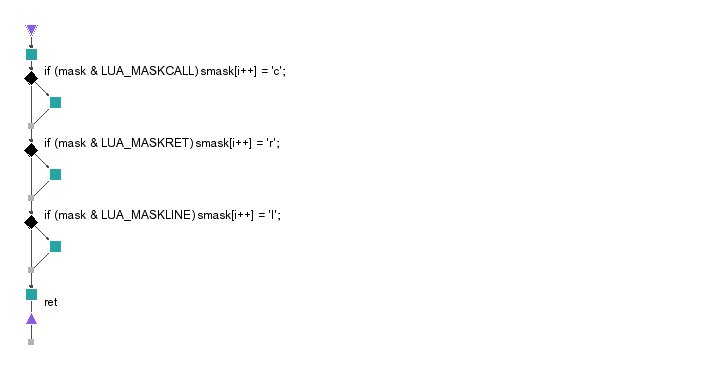 if (mask & LUA_MASKCALL) smask[i++] = 'c';
if (mask & LUA_MASKRET) smask[i++] = 'r';
if (mask & LUA_MASKLINE) smask[i++] = 'l';
ret